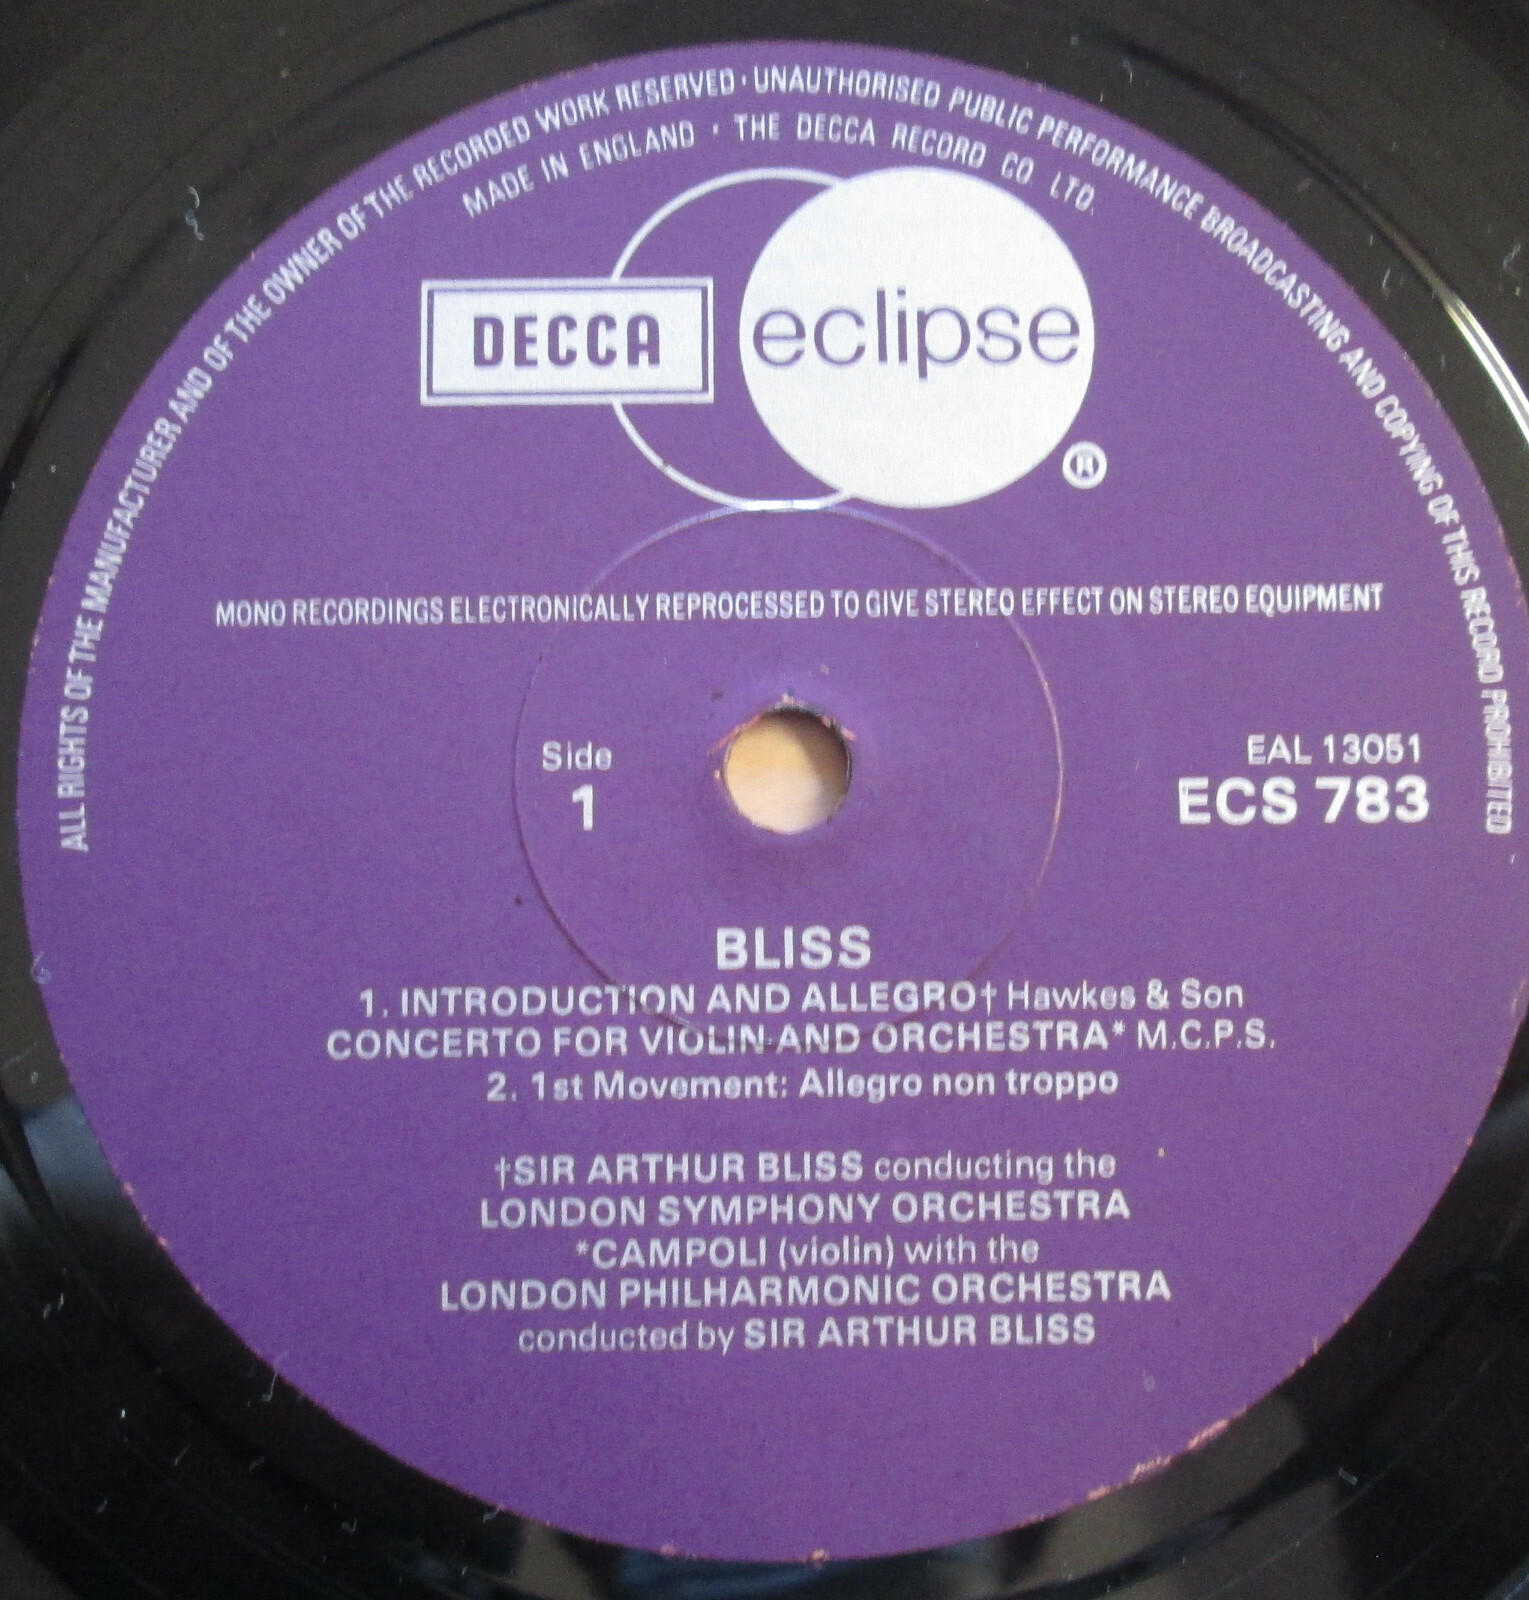 ALL RIGHTS OF THE MANUFACTURER AND OF THE OWNER OF THE RECORDED WORK RESERVED · UNAUTHORISED PUBLIC PERFORMANCE BROADCASTING AND COPYING OF THIS RECORD PROHIBITED
MADE IN ENGLAND · THE DECCA RECORD CO. LTD.
DECCA eclipse
®
MONO RECORDINGS ELECTRONICALLY REPROCESSED TO GIVE STEREO EFFECT ON STEREO EQUIPMENT
Side
1
EAL 13051
ECS 783
BLISS
1. INTRODUCTION AND ALLEGRO† Hawkes & Son
CONCERTO FOR VIOLIN AND ORCHESTRA* M.C.P.S.
2. 1st Movement: Allegro non troppo
†SIR ARTHUR BLISS conducting the
LONDON SYMPHONY ORCHESTRA
*CAMPOLI (violin) with the
LONDON PHILHARMONIC ORCHESTRA
conducted by SIR ARTHUR BLISS